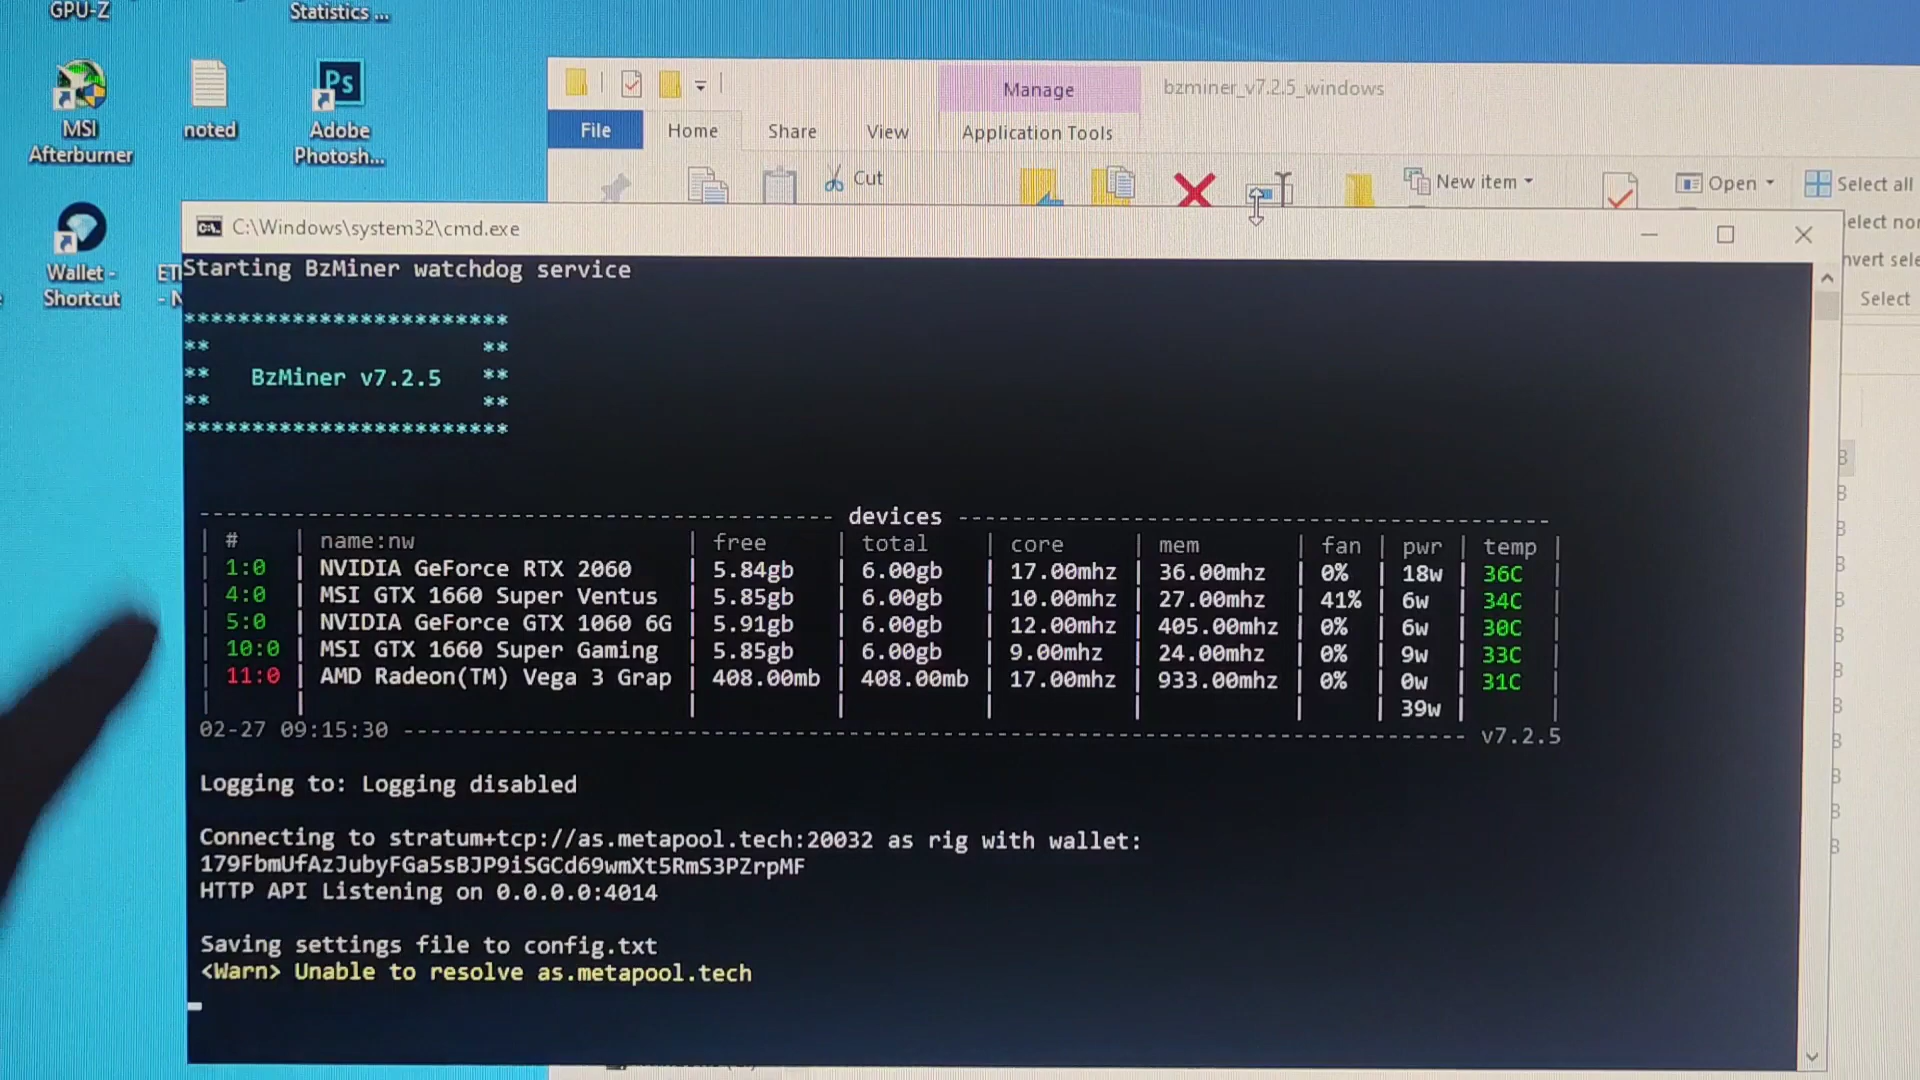 GPU-Z
Statistics ...
MSI
Afterburner
noted
Ps
Adobe
Photosh...
Wallet -
Shortcut
Manage
bzminer_v7.2.5_windows
File
Home
Share
View
Application Tools
Cut
New item
Open
Select all
elect non
nvert sele
Select
C:\Windows\system32\cmd.exe
Starting BzMiner watchdog service
************************
** **
** BzMiner v7.2.5 **
** **
************************
devices
# | name:nw | free | total | core | mem | fan | pwr | temp |
1:0 | NVIDIA GeForce RTX 2060 | 5.84gb | 6.00gb | 17.00mhz | 36.00mhz | 0% | 18w | 36C |
4:0 | MSI GTX 1660 Super Ventus | 5.85gb | 6.00gb | 10.00mhz | 27.00mhz | 41% | 6w | 34C |
5:0 | NVIDIA GeForce GTX 1060 6G | 5.91gb | 6.00gb | 12.00mhz | 405.00mhz | 0% | 6w | 30C |
10:0 | MSI GTX 1660 Super Gaming | 5.85gb | 6.00gb | 9.00mhz | 24.00mhz | 0% | 9w | 33C |
11:0 | AMD Radeon(TM) Vega 3 Grap | 408.00mb | 408.00mb | 17.00mhz | 933.00mhz | 0% | 0w | 31C |
39w
02-27 09:15:30 v7.2.5
Logging to: Logging disabled
Connecting to stratum+tcp://as.metapool.tech:20032 as rig with wallet:
179FbmUfAzJubyFGa5sBJP9iSGCd69wmXt5RmS3PZrpMF
HTTP API Listening on 0.0.0.0:4014
Saving settings file to config.txt
<Warn> Unable to resolve as.metapool.tech